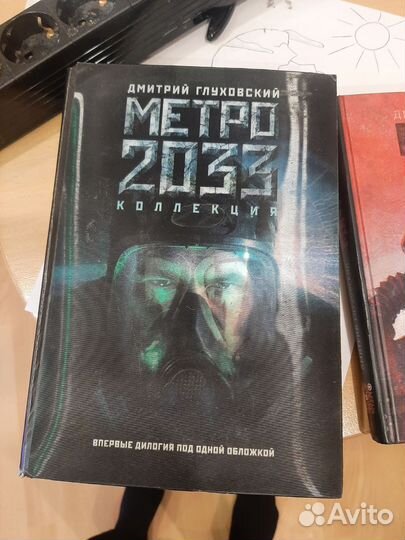 ДМИТРИЙ ГЛУХОВСКИЙ
МЕТРО
2033
КОЛЛЕКЦИЯ
ВПЕРВЫЕ ДИЛОГИЯ ПОД ОДНОЙ ОБЛОЖКОЙ
Avito